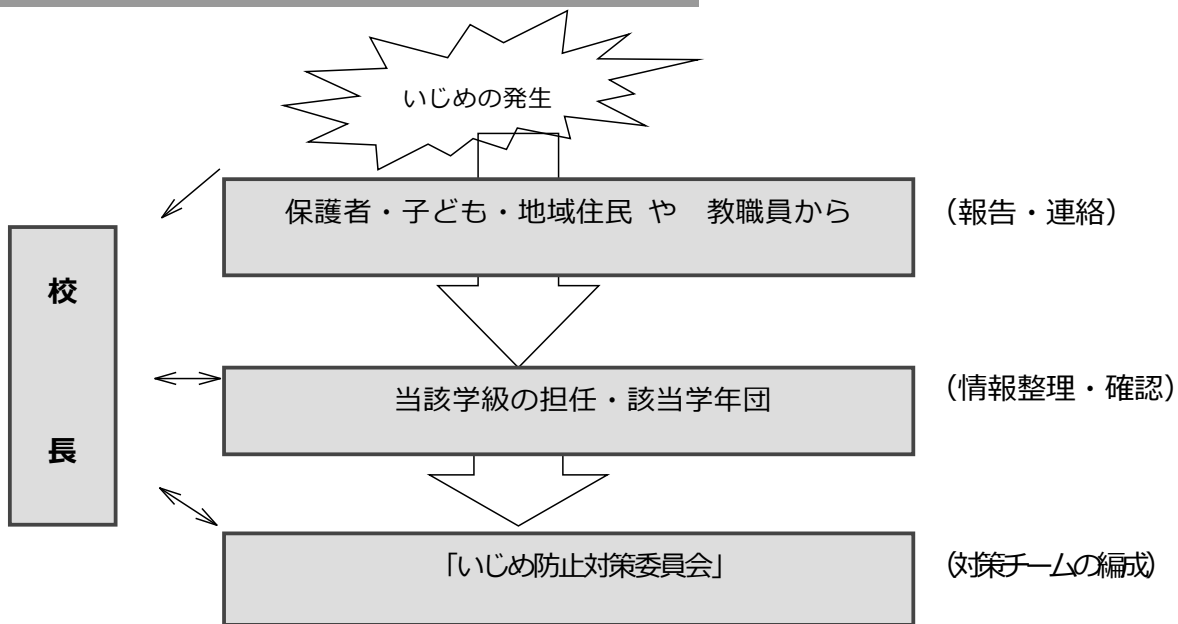 いじめの発生
保護者・子ども・地域住民 や　教職員から
（報告・連絡）
校
長
当該学級の担任・該当学年団
（情報整理・確認）
「いじめ防止対策委員会」
（対策チームの編成）